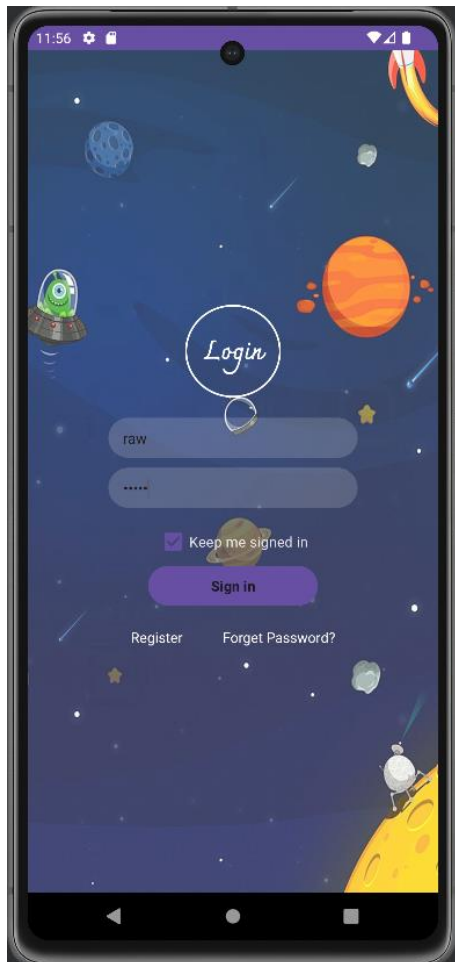 11:56
Login
raw
•••••
Keep me signed in
Sign in
Register
Forget Password?